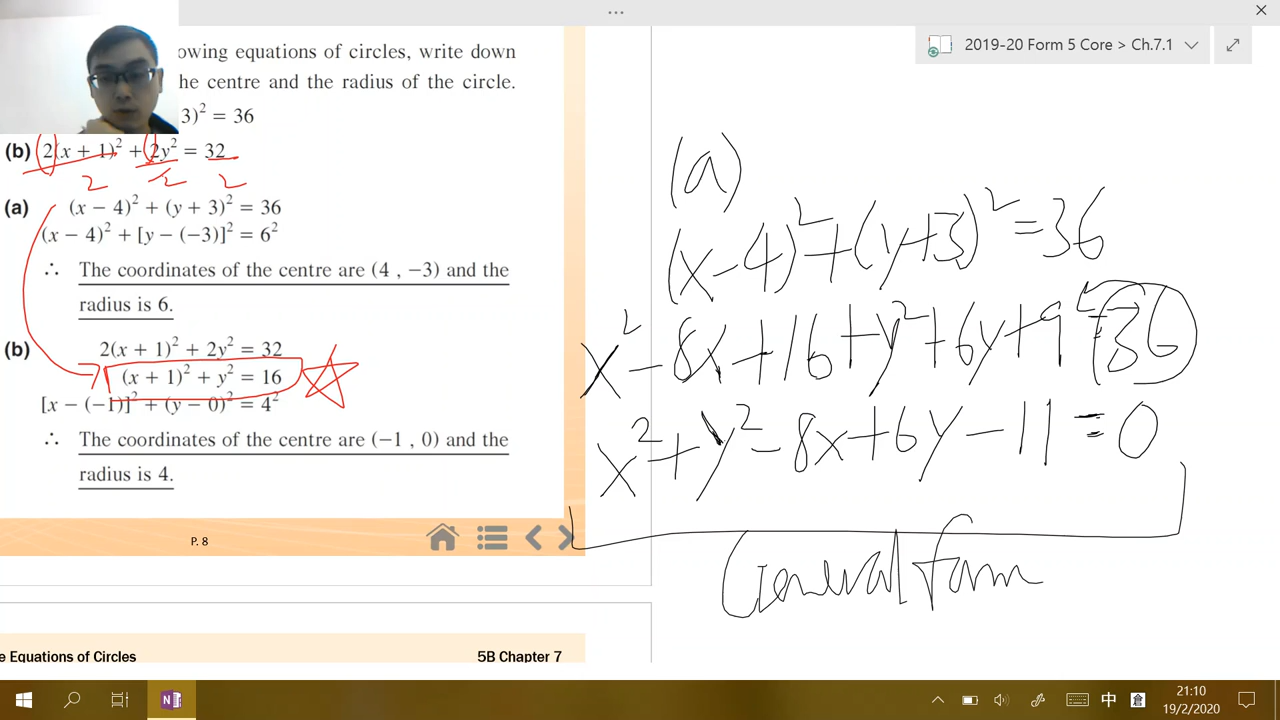 2019-20 Form 5 Core > Ch.7.1
owing equations of circles, write down
he centre and the radius of the circle.
3)² = 36
(b) 2(x + 1)² + 2y² = 32
2 2 2
(a) (x − 4)² + (y + 3)² = 36
(x − 4)² + [y − (−3)]² = 6²
∴ The coordinates of the centre are (4 , −3) and the
radius is 6.
(b) 2(x + 1)² + 2y² = 32
(x + 1)² + y² = 16
[x − (−1)]² + (y − 0)² = 4²
∴ The coordinates of the centre are (−1 , 0) and the
radius is 4.
P. 8
e Equations of Circles
5B Chapter 7
(a)
(x−4)²+(y+3)²=36
x²−8x+16+y²+6y+9=36
x²+y²−8x+6y−11=0
General form
中
倉
21:10
19/2/2020